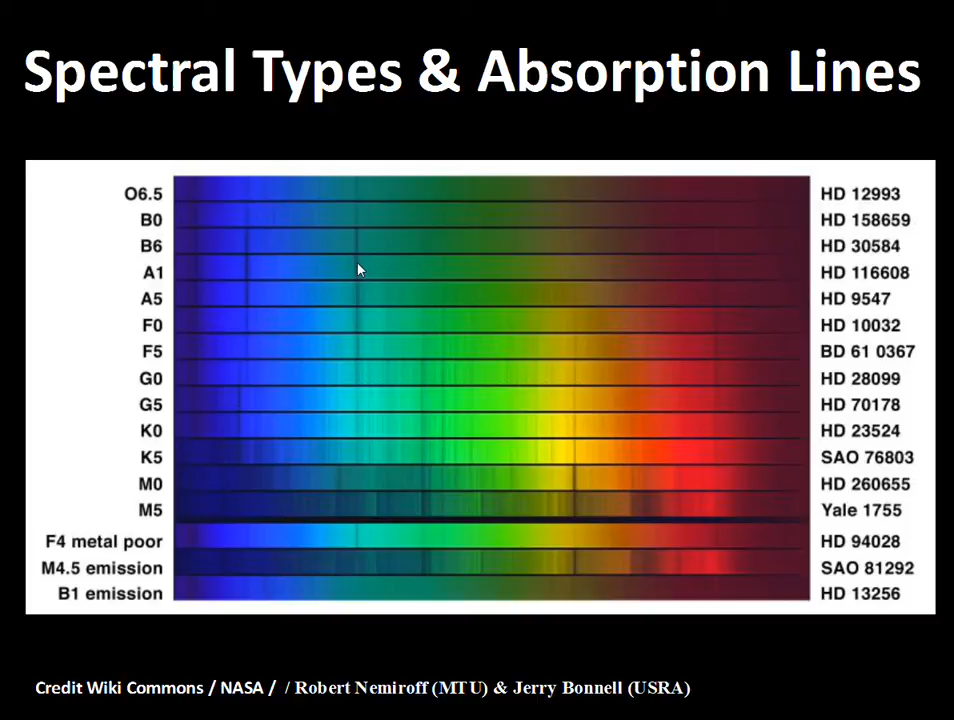 Spectral Types & Absorption Lines
O6.5 HD 12993
B0 HD 158659
B6 HD 30584
A1 HD 116608
A5 HD 9547
F0 HD 10032
F5 BD 61 0367
G0 HD 28099
G5 HD 70178
K0 HD 23524
K5 SAO 76803
M0 HD 260655
M5 Yale 1755
F4 metal poor HD 94028
M4.5 emission SAO 81292
B1 emission HD 13256
Credit Wiki Commons / NASA / / Robert Nemiroff (MTU) & Jerry Bonnell (USRA)